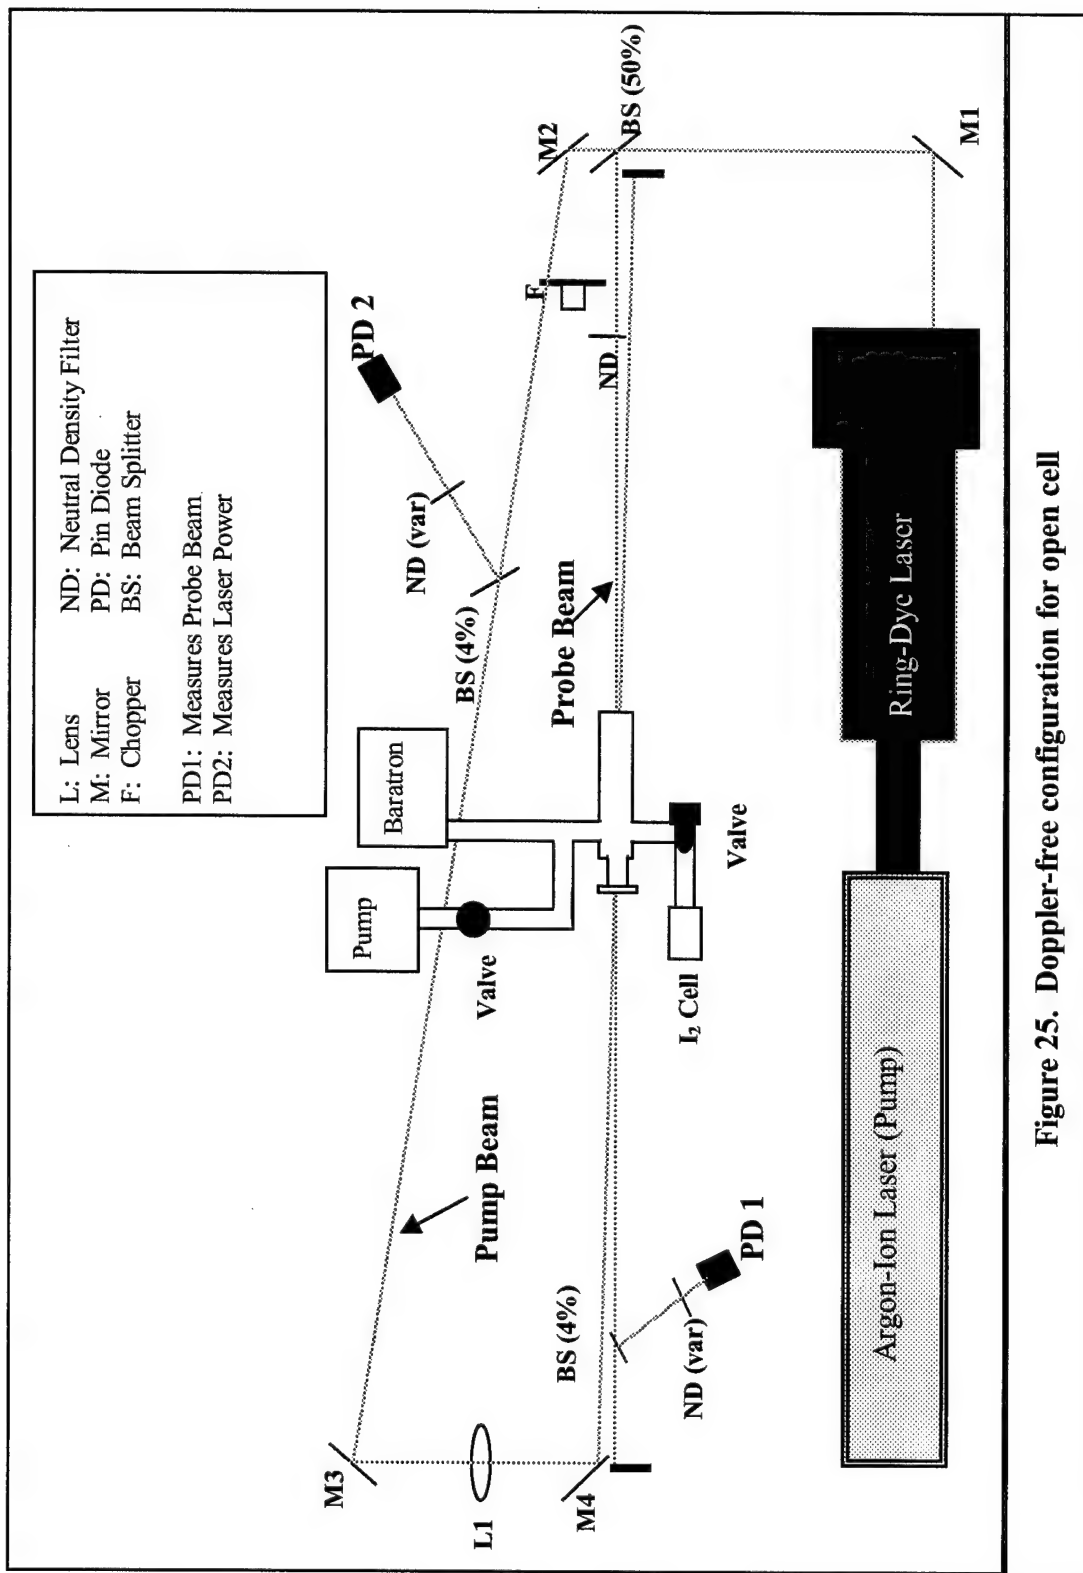 L: Lens ND: Neutral Density Filter
M: Mirror PD: Pin Diode
F: Chopper BS: Beam Splitter
PD1: Measures Probe Beam
PD2: Measures Laser Power
M3
L1
M4
Pump Beam
Pump
Valve
Baratron
BS (4%)
ND (var)
PD 2
F
M2
BS (50%)
ND
Probe Beam
BS (4%)
ND (var)
PD 1
I₂ Cell
Valve
M1
Argon-Ion Laser (Pump)
Ring-Dye Laser
Figure 25. Doppler-free configuration for open cell